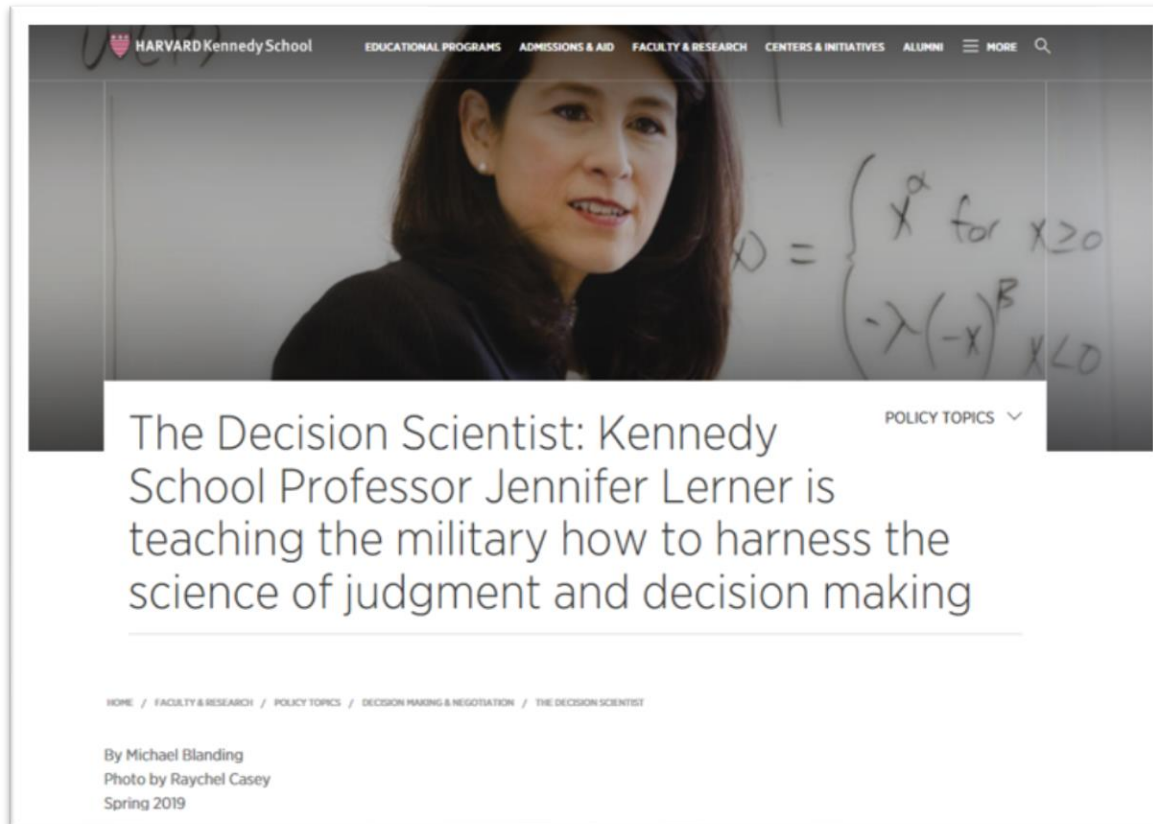 HARVARD Kennedy School EDUCATIONAL PROGRAMS ADMISSIONS & AID FACULTY & RESEARCH CENTERS & INITIATIVES ALUMNI MORE
= { x^α for x≥0
-λ(-x)^β x<0
POLICY TOPICS
The Decision Scientist: Kennedy
School Professor Jennifer Lerner is
teaching the military how to harness the
science of judgment and decision making
HOME / FACULTY & RESEARCH / POLICY TOPICS / DECISION MAKING & NEGOTIATION / THE DECISION SCIENTIST
By Michael Blanding
Photo by Raychel Casey
Spring 2019